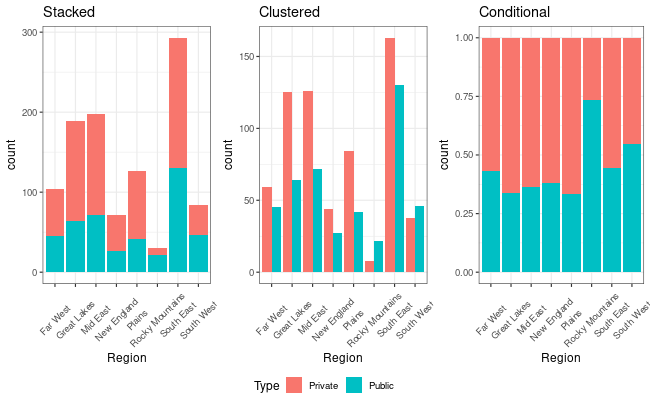 Stacked
300
200
100
0
count
Far West
Great Lakes
Mid East
New England
Plains
Rocky Mountains
South East
South West
Region
Clustered
150
100
50
0
count
Far West
Great Lakes
Mid East
New England
Plains
Rocky Mountains
South East
South West
Region
Conditional
1.00
0.75
0.50
0.25
0.00
count
Far West
Great Lakes
Mid East
New England
Plains
Rocky Mountains
South East
South West
Region
Type Private Public